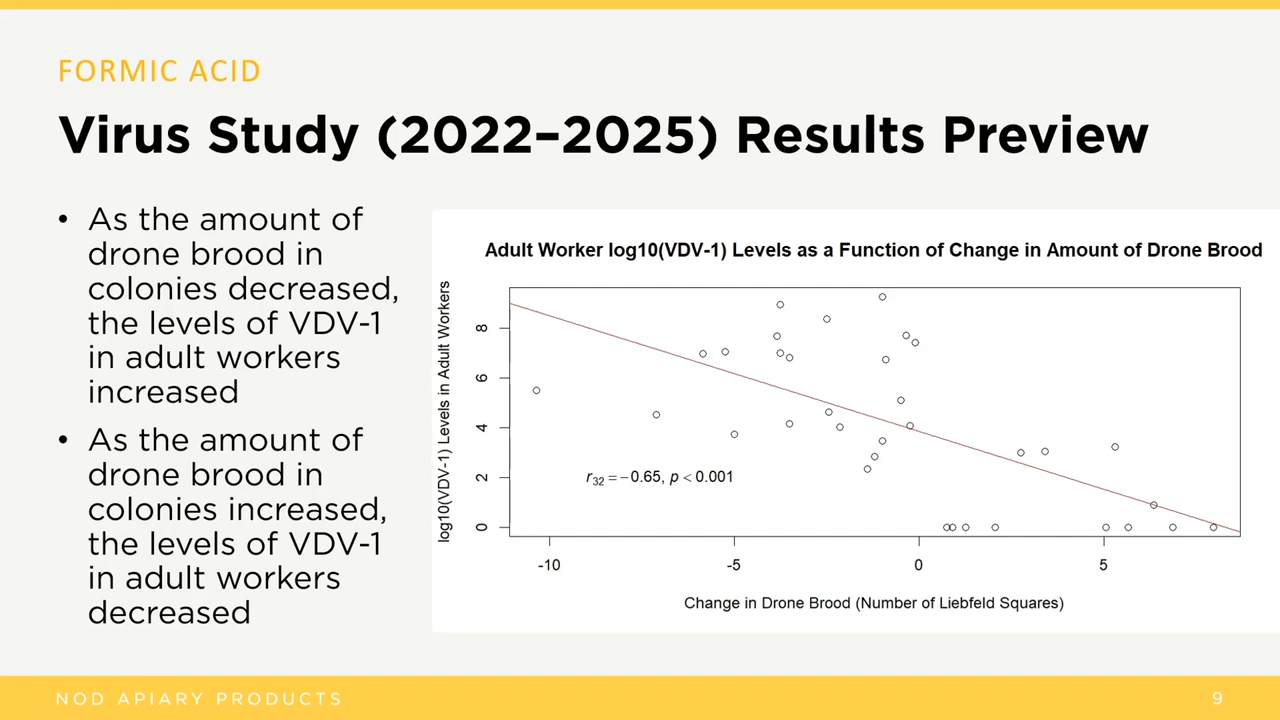 FORMIC ACID
Virus Study (2022–2025) Results Preview
• As the amount of
drone brood in
colonies decreased,
the levels of VDV-1
in adult workers
increased
• As the amount of
drone brood in
colonies increased,
the levels of VDV-1
in adult workers
decreased
Adult Worker log10(VDV-1) Levels as a Function of Change in Amount of Drone Brood
log10(VDV-1) Levels in Adult Workers
8
6
4
2
0
r32 = −0.65, p < 0.001
-10 -5 0 5
Change in Drone Brood (Number of Liebfeld Squares)
NOD APIARY PRODUCTS
9